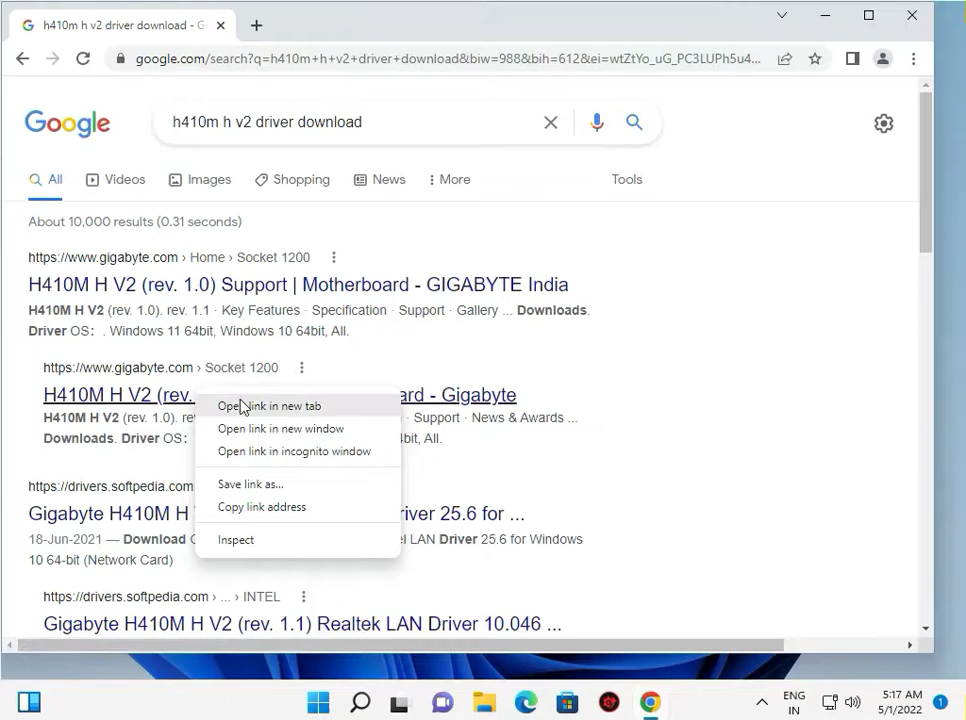 h410m h v2 driver download - G
google.com/search?q=h410m+h+v2+driver+download&biw=988&bih=612&ei=wtZtYo_uG_PC3LUPh5u4...
Google
h410m h v2 driver download
All Videos Images Shopping News More Tools
About 10,000 results (0.31 seconds)
https://www.gigabyte.com › Home › Socket 1200
H410M H V2 (rev. 1.0) Support | Motherboard - GIGABYTE India
H410M H V2 (rev. 1.0). rev. 1.1 · Key Features · Specification · Support · Gallery ... Downloads.
Driver OS: . Windows 11 64bit, Windows 10 64bit, All.
https://www.gigabyte.com › Socket 1200
H410M H V2 (rev. ard - Gigabyte
H410M H V2 (rev. 1.0). re · Support · News & Awards ...
Downloads. Driver OS: it, All.
Open link in new tab
Open link in new window
Open link in incognito window
Save link as...
Copy link address
Inspect
https://drivers.softpedia.com
Gigabyte H410M H river 25.6 for ...
18-Jun-2021 — Download el LAN Driver 25.6 for Windows
10 64-bit (Network Card)
https://drivers.softpedia.com › ... › INTEL
Gigabyte H410M H V2 (rev. 1.1) Realtek LAN Driver 10.046 ...
ENG
IN
5:17 AM
5/1/2022
1